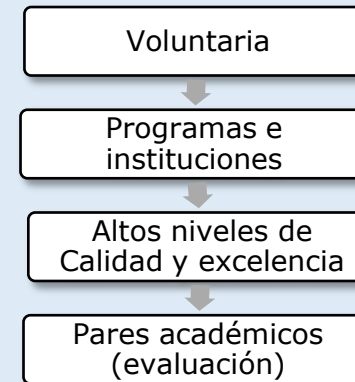 Voluntaria
Programas e
instituciones
Altos niveles de
Calidad y excelencia
Pares académicos
(evaluación)